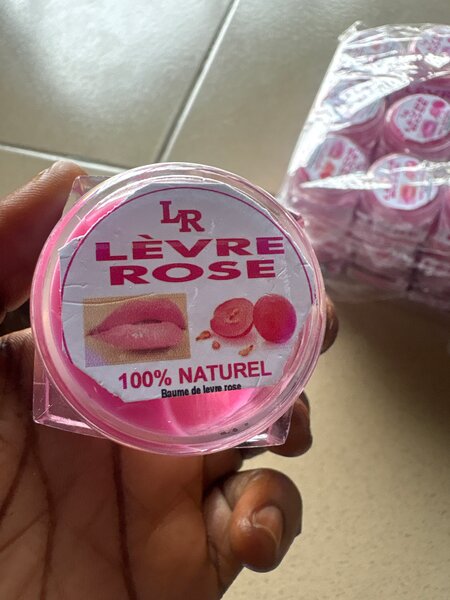 LR
LÈVRE
ROSE
100% NATUREL
Baume de levre rose